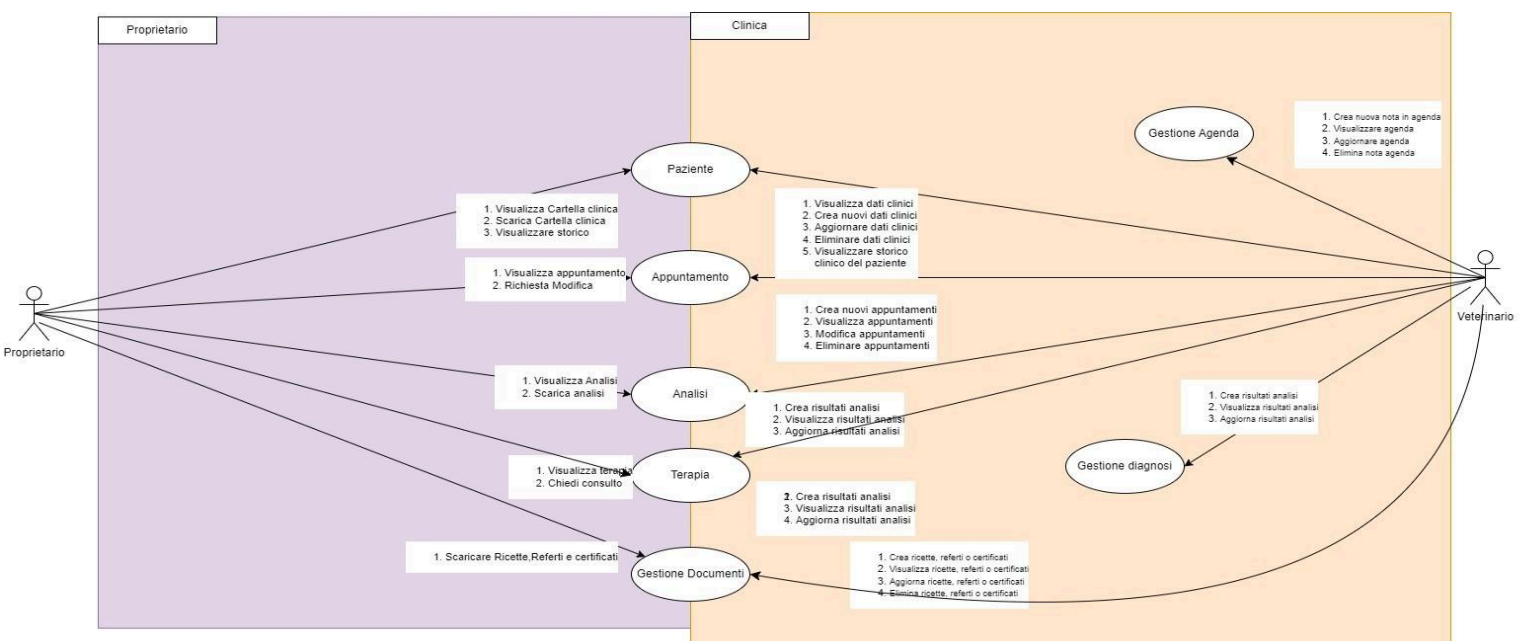 Proprietario
Clinica
Gestione Agenda
1. Crea nuova nota in agenda
2. Visualizzare agenda
3. Aggiornare agenda
4. Elimina nota agenda
Paziente
1. Visualizza Cartella clinica
2. Scarica Cartella clinica
3. Visualizzare storico
1. Visualizza dati clinici
2. Crea nuovi dati clinici
3. Aggiornare dati clinici
4. Eliminare dati clinici
5. Visualizzare storico
clinico del paziente
1. Visualizza appuntamento
2. Richiesta Modifica
Appuntamento
Proprietario
Veterinario
1. Crea nuovi appuntamenti
2. Visualizza appuntamenti
3. Modifica appuntamenti
4. Eliminare appuntamenti
1. Visualizza Analisi
2. Scarica analisi
Analisi
1. Crea risultati analisi
2. Visualizza risultati analisi
3. Aggiorna risultati analisi
1. Crea risultati analisi
2. Visualizza risultati analisi
3. Aggiorna risultati analisi
1. Visualizza terapia
2. Chiedi consulto
Terapia
Gestione diagnosi
Crea risultati analisi
3. Visualizza risultati analisi
4. Aggiorna risultati analisi
1. Scaricare Ricette,Referti e certificati
Gestione Documenti
1. Crea ricette, referti o certificati
2. Visualizza ricette, referti o certificati
3. Aggiorna ricette, referti o certificati
4. Elimina ricette, referti o certificati